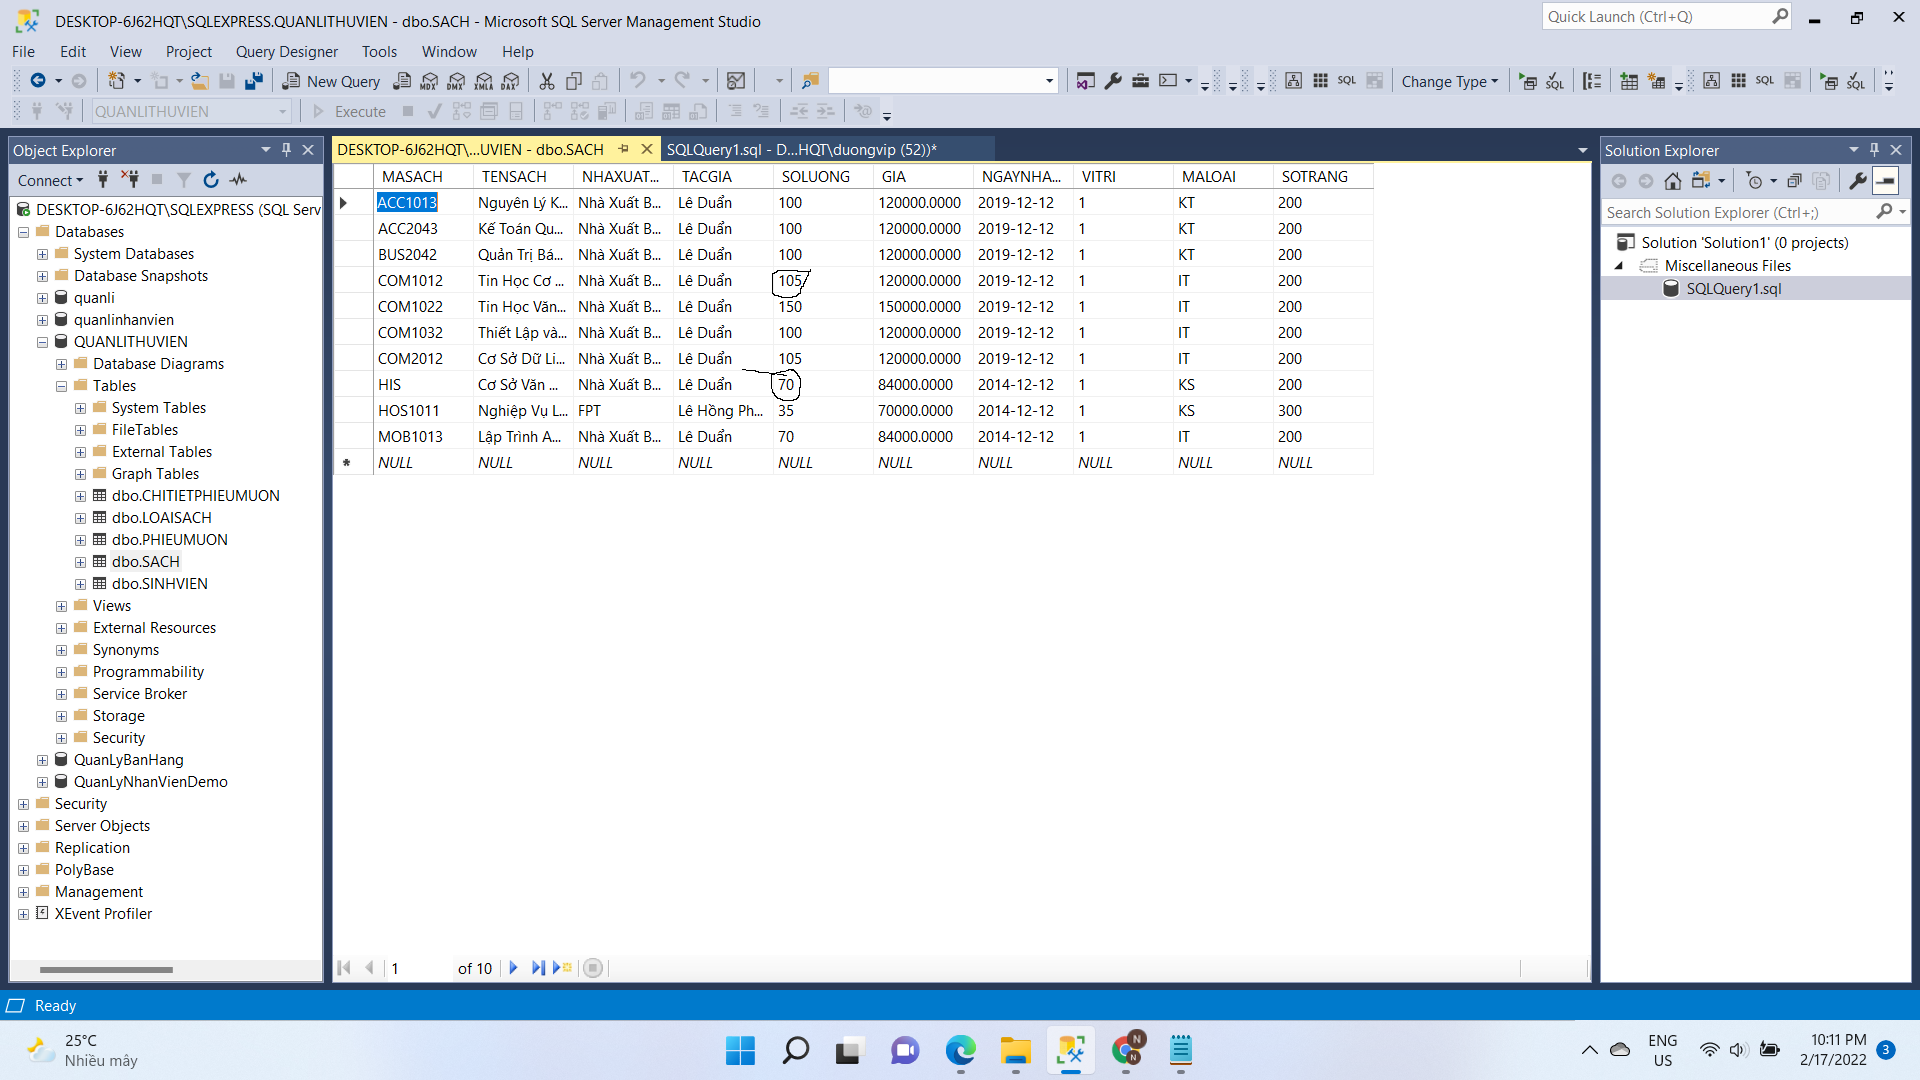 DESKTOP-6J62HQT\SQLEXPRESS.QUANLITHUVIEN - dbo.SACH - Microsoft SQL Server Management Studio
Quick Launch (Ctrl+Q)
File Edit View Project Query Designer Tools Window Help
New Query MDX DMX XMLA DAX SQL Change Type SQL
QUANLITHUVIEN Execute
Object Explorer
Connect
DESKTOP-6J62HQT\SQLEXPRESS (SQL Serv
Databases
System Databases
Database Snapshots
quanli
quanlinhanvien
QUANLITHUVIEN
Database Diagrams
Tables
System Tables
FileTables
External Tables
Graph Tables
dbo.CHITIETPHIEUMUON
dbo.LOAISACH
dbo.PHIEUMUON
dbo.SACH
dbo.SINHVIEN
Views
External Resources
Synonyms
Programmability
Service Broker
Storage
Security
QuanLyBanHang
QuanLyNhanVienDemo
Security
Server Objects
Replication
PolyBase
Management
XEvent Profiler
DESKTOP-6J62HQT\...UVIEN - dbo.SACH SQLQuery1.sql - D...HQT\duongvip (52))*
MASACH TENSACH NHAXUAT... TACGIA SOLUONG GIA NGAYNHA... VITRI MALOAI SOTRANG
ACC1013 Nguyên Lý K... Nhà Xuất B... Lê Duẩn 100 120000.0000 2019-12-12 1 KT 200
ACC2043 Kế Toán Qu... Nhà Xuất B... Lê Duẩn 100 120000.0000 2019-12-12 1 KT 200
BUS2042 Quản Trị Bá... Nhà Xuất B... Lê Duẩn 100 120000.0000 2019-12-12 1 KT 200
COM1012 Tin Học Cơ ... Nhà Xuất B... Lê Duẩn 105 120000.0000 2019-12-12 1 IT 200
COM1022 Tin Học Văn... Nhà Xuất B... Lê Duẩn 150 150000.0000 2019-12-12 1 IT 200
COM1032 Thiết Lập và... Nhà Xuất B... Lê Duẩn 100 120000.0000 2019-12-12 1 IT 200
COM2012 Cơ Sở Dữ Li... Nhà Xuất B... Lê Duẩn 105 120000.0000 2019-12-12 1 IT 200
HIS Cơ Sở Văn ... Nhà Xuất B... Lê Duẩn 70 84000.0000 2014-12-12 1 KS 200
HOS1011 Nghiệp Vụ L... FPT Lê Hồng Ph... 35 70000.0000 2014-12-12 1 KS 300
MOB1013 Lập Trình A... Nhà Xuất B... Lê Duẩn 70 84000.0000 2014-12-12 1 IT 200
NULL NULL NULL NULL NULL NULL NULL NULL NULL NULL
1 of 10
Solution Explorer
Search Solution Explorer (Ctrl+;)
Solution 'Solution1' (0 projects)
Miscellaneous Files
SQLQuery1.sql
Ready
25°C
Nhiều mây
N
N
ENG
US
10:11 PM
2/17/2022
3